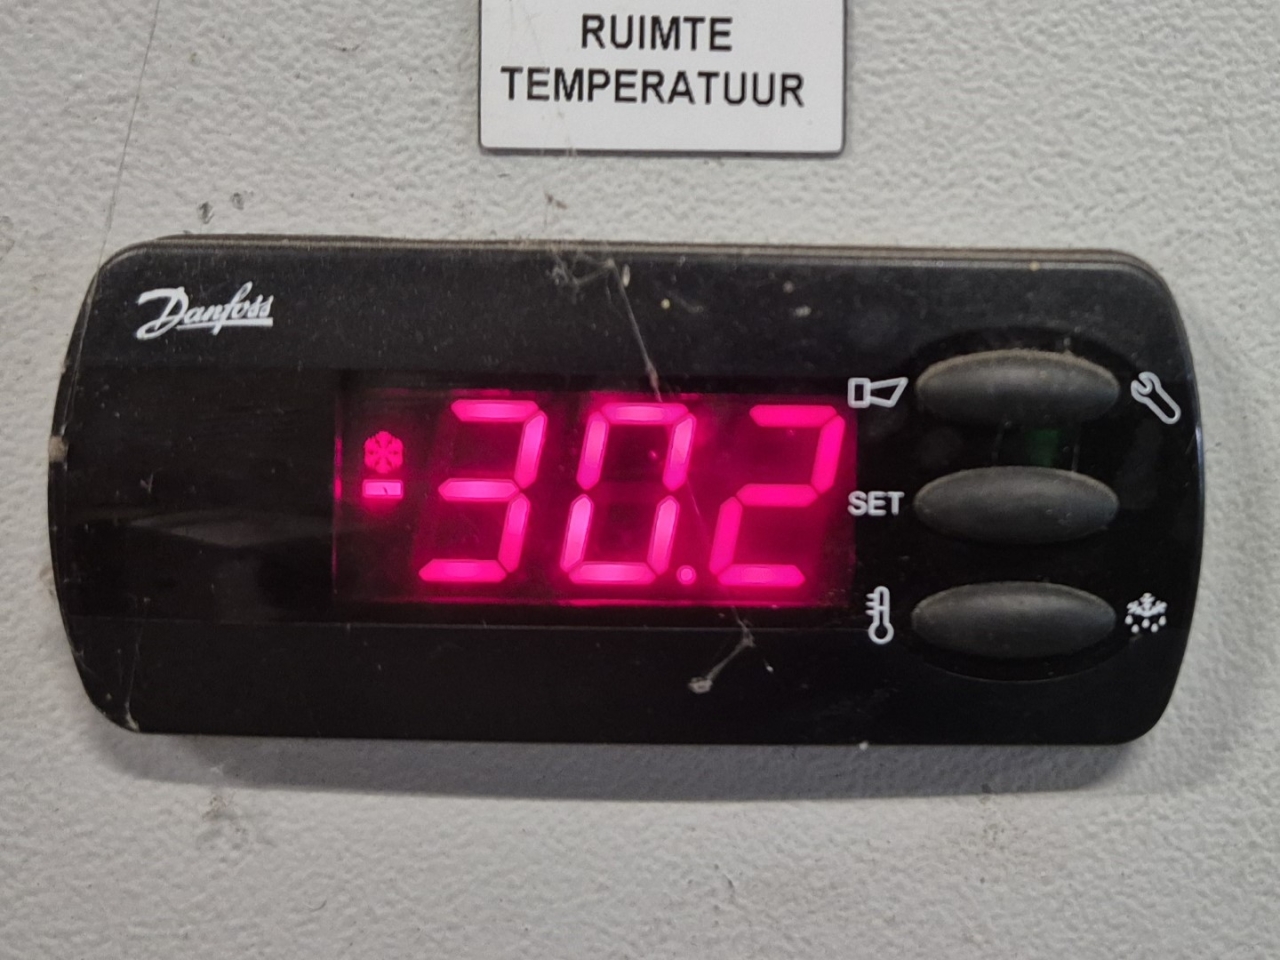 RUIMTE
TEMPERATUUR
Danfoss
-30.2
SET